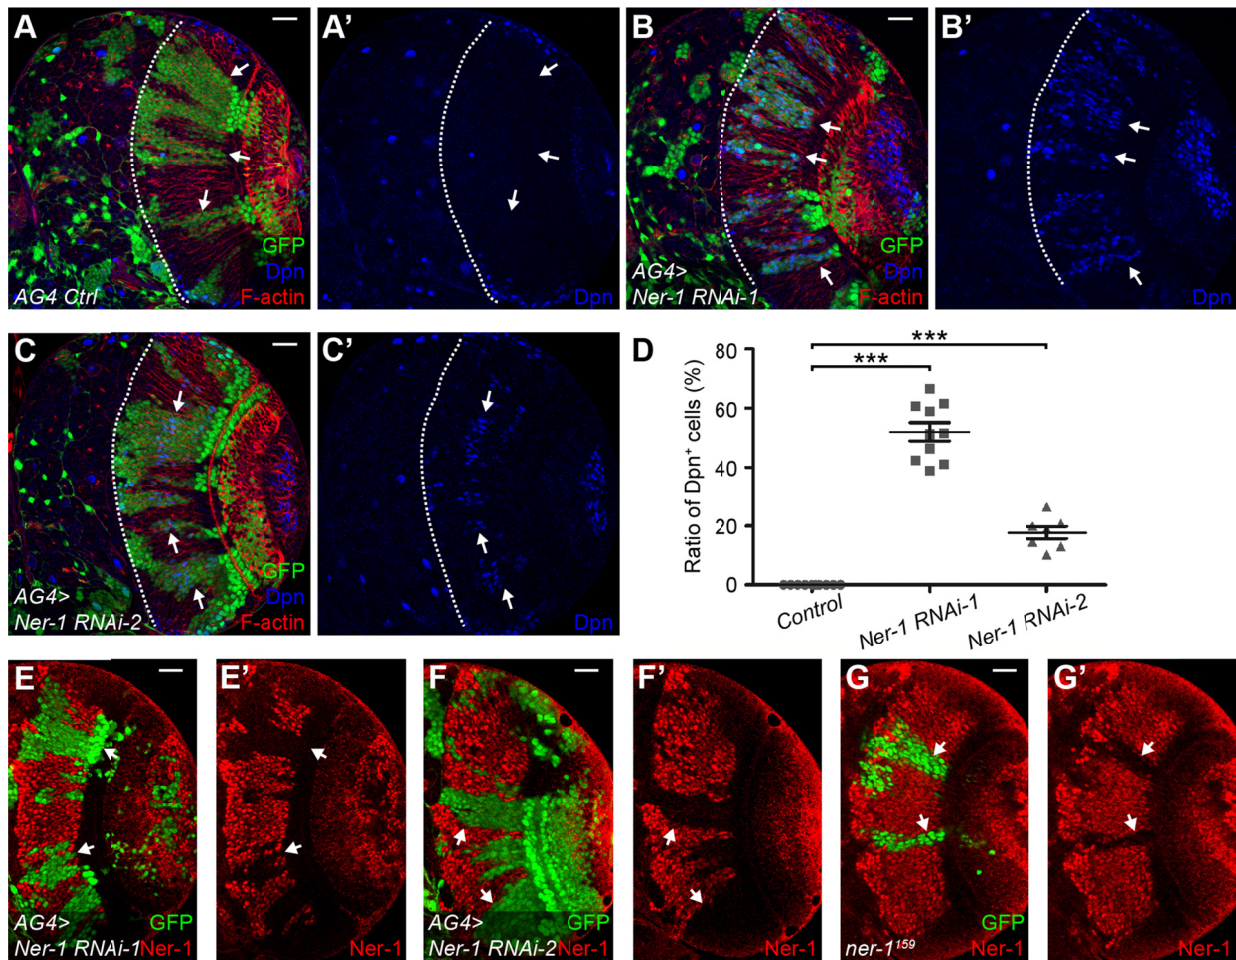 A
GFP
Dpn
AG4 Ctrl
F-actin
A'
Dpn
B
GFP
AG4>
Dpn
Ner-1 RNAi-1
F-actin
B'
Dpn
C
GFP
AG4>
Dpn
Ner-1 RNAi-2
F-actin
C'
Dpn
D
80
60
40
20
0
Ratio of Dpn⁺ cells (%)
***
***
Control
Ner-1 RNAi-1
Ner-1 RNAi-2
E
AG4>
GFP
Ner-1 RNAi-1
Ner-1
E'
Ner-1
F
AG4>
GFP
Ner-1 RNAi-2
Ner-1
F'
Ner-1
G
GFP
ner-1¹⁵⁹
Ner-1
G'
Ner-1